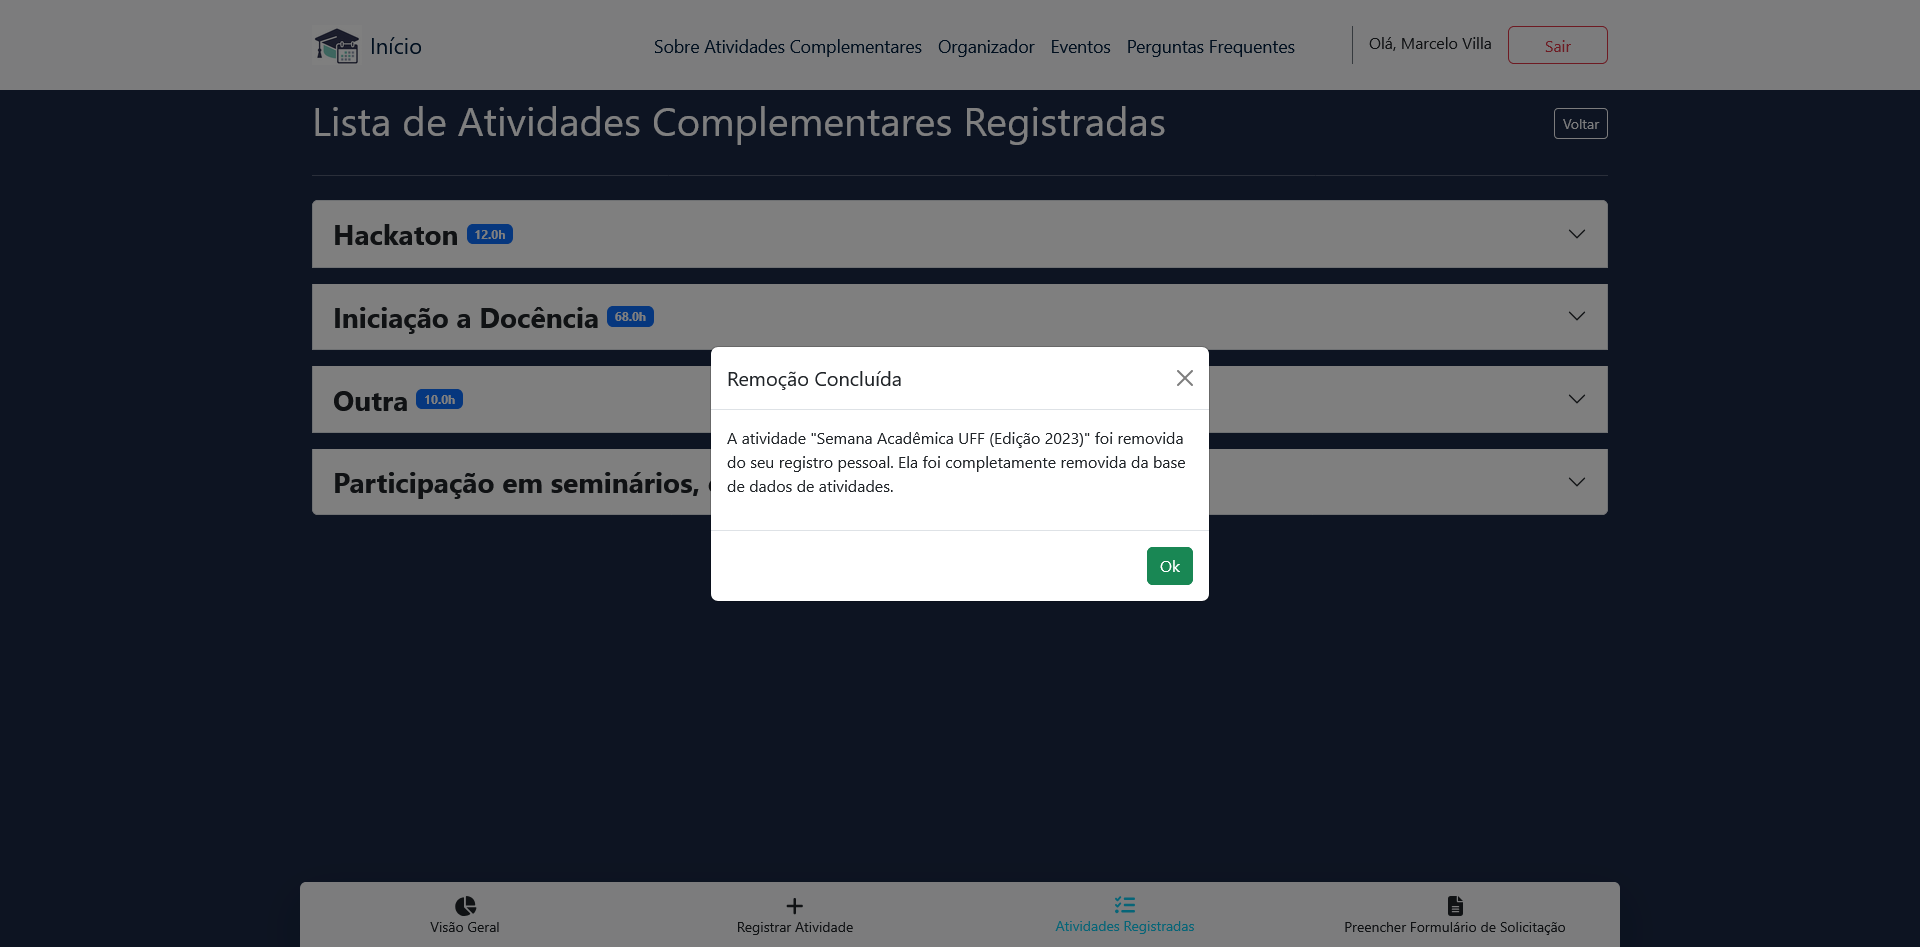 Início
Sobre Atividades Complementares
Organizador
Eventos
Perguntas Frequentes
Olá, Marcelo Villa
Sair
Lista de Atividades Complementares Registradas
Voltar
Hackaton 12.0h
Iniciação a Docência 68.0h
Outra 10.0h
Participação em seminários,
Remoção Concluída
A atividade "Semana Acadêmica UFF (Edição 2023)" foi removida
do seu registro pessoal. Ela foi completamente removida da base
de dados de atividades.
Ok
Visão Geral
Registrar Atividade
Atividades Registradas
Preencher Formulário de Solicitação